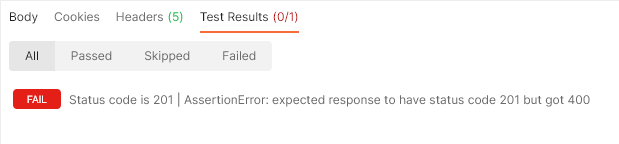 Body Cookies Headers (5) Test Results (0/1)
All Passed Skipped Failed
FAIL Status code is 201 | AssertionError: expected response to have status code 201 but got 400